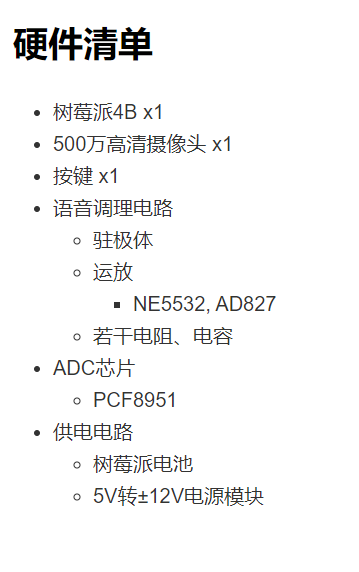 硬件清单
树莓派4B x1
500万高清摄像头 x1
按键 x1
语音调理电路
驻极体
运放
NE5532, AD827
若干电阻、电容
ADC芯片
PCF8951
供电电路
树莓派电池
5V转±12V电源模块